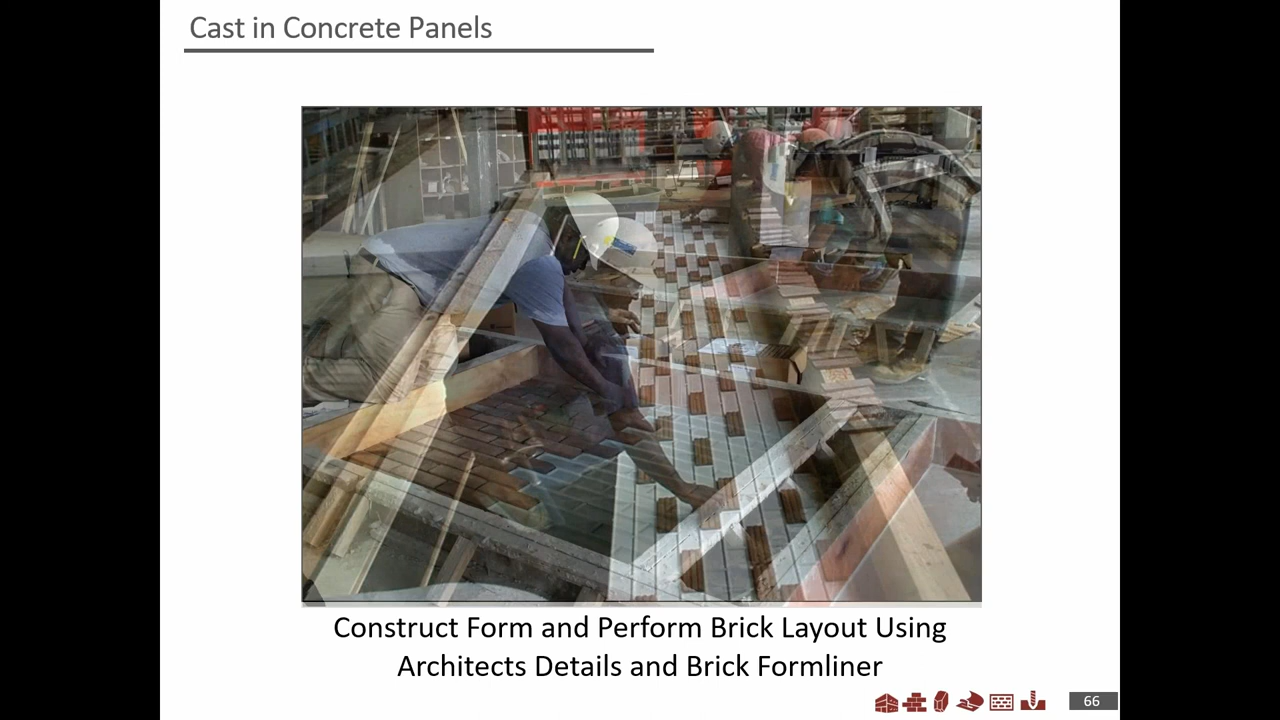 Cast in Concrete Panels
Construct Form and Perform Brick Layout Using
Architects Details and Brick Formliner
66